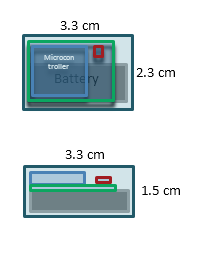 3.3 cm
Microcon
troller
Battery
2.3 cm
3.3 cm
1.5 cm